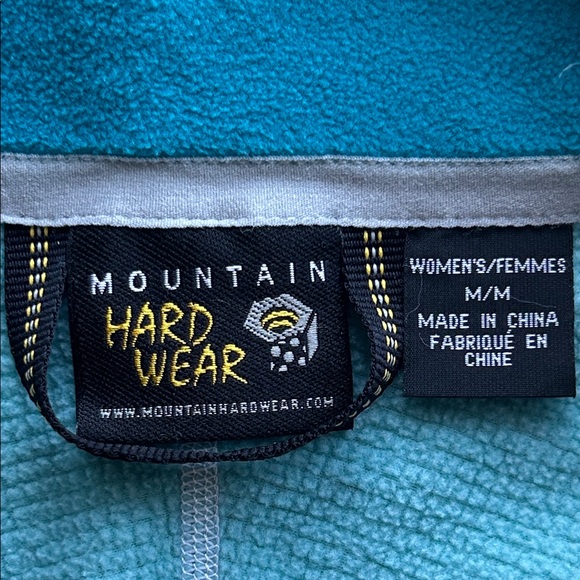 MOUNTAIN
HARD
WEAR
WWW.MOUNTAINHARDWEAR.COM
WOMEN'S/FEMMES
M/M
MADE IN CHINA
FABRIQUÉ EN
CHINE